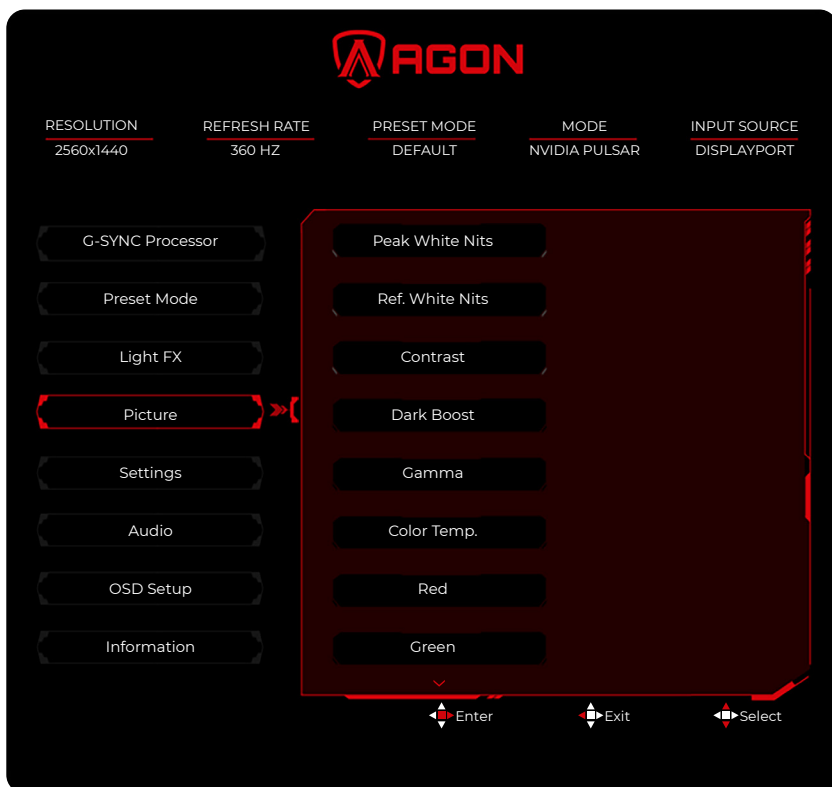 AGON
RESOLUTION REFRESH RATE PRESET MODE MODE INPUT SOURCE
2560x1440 360 HZ DEFAULT NVIDIA PULSAR DISPLAYPORT
G-SYNC Processor
Preset Mode
Light FX
Picture
Settings
Audio
OSD Setup
Information
Peak White Nits
Ref. White Nits
Contrast
Dark Boost
Gamma
Color Temp.
Red
Green
Enter Exit Select